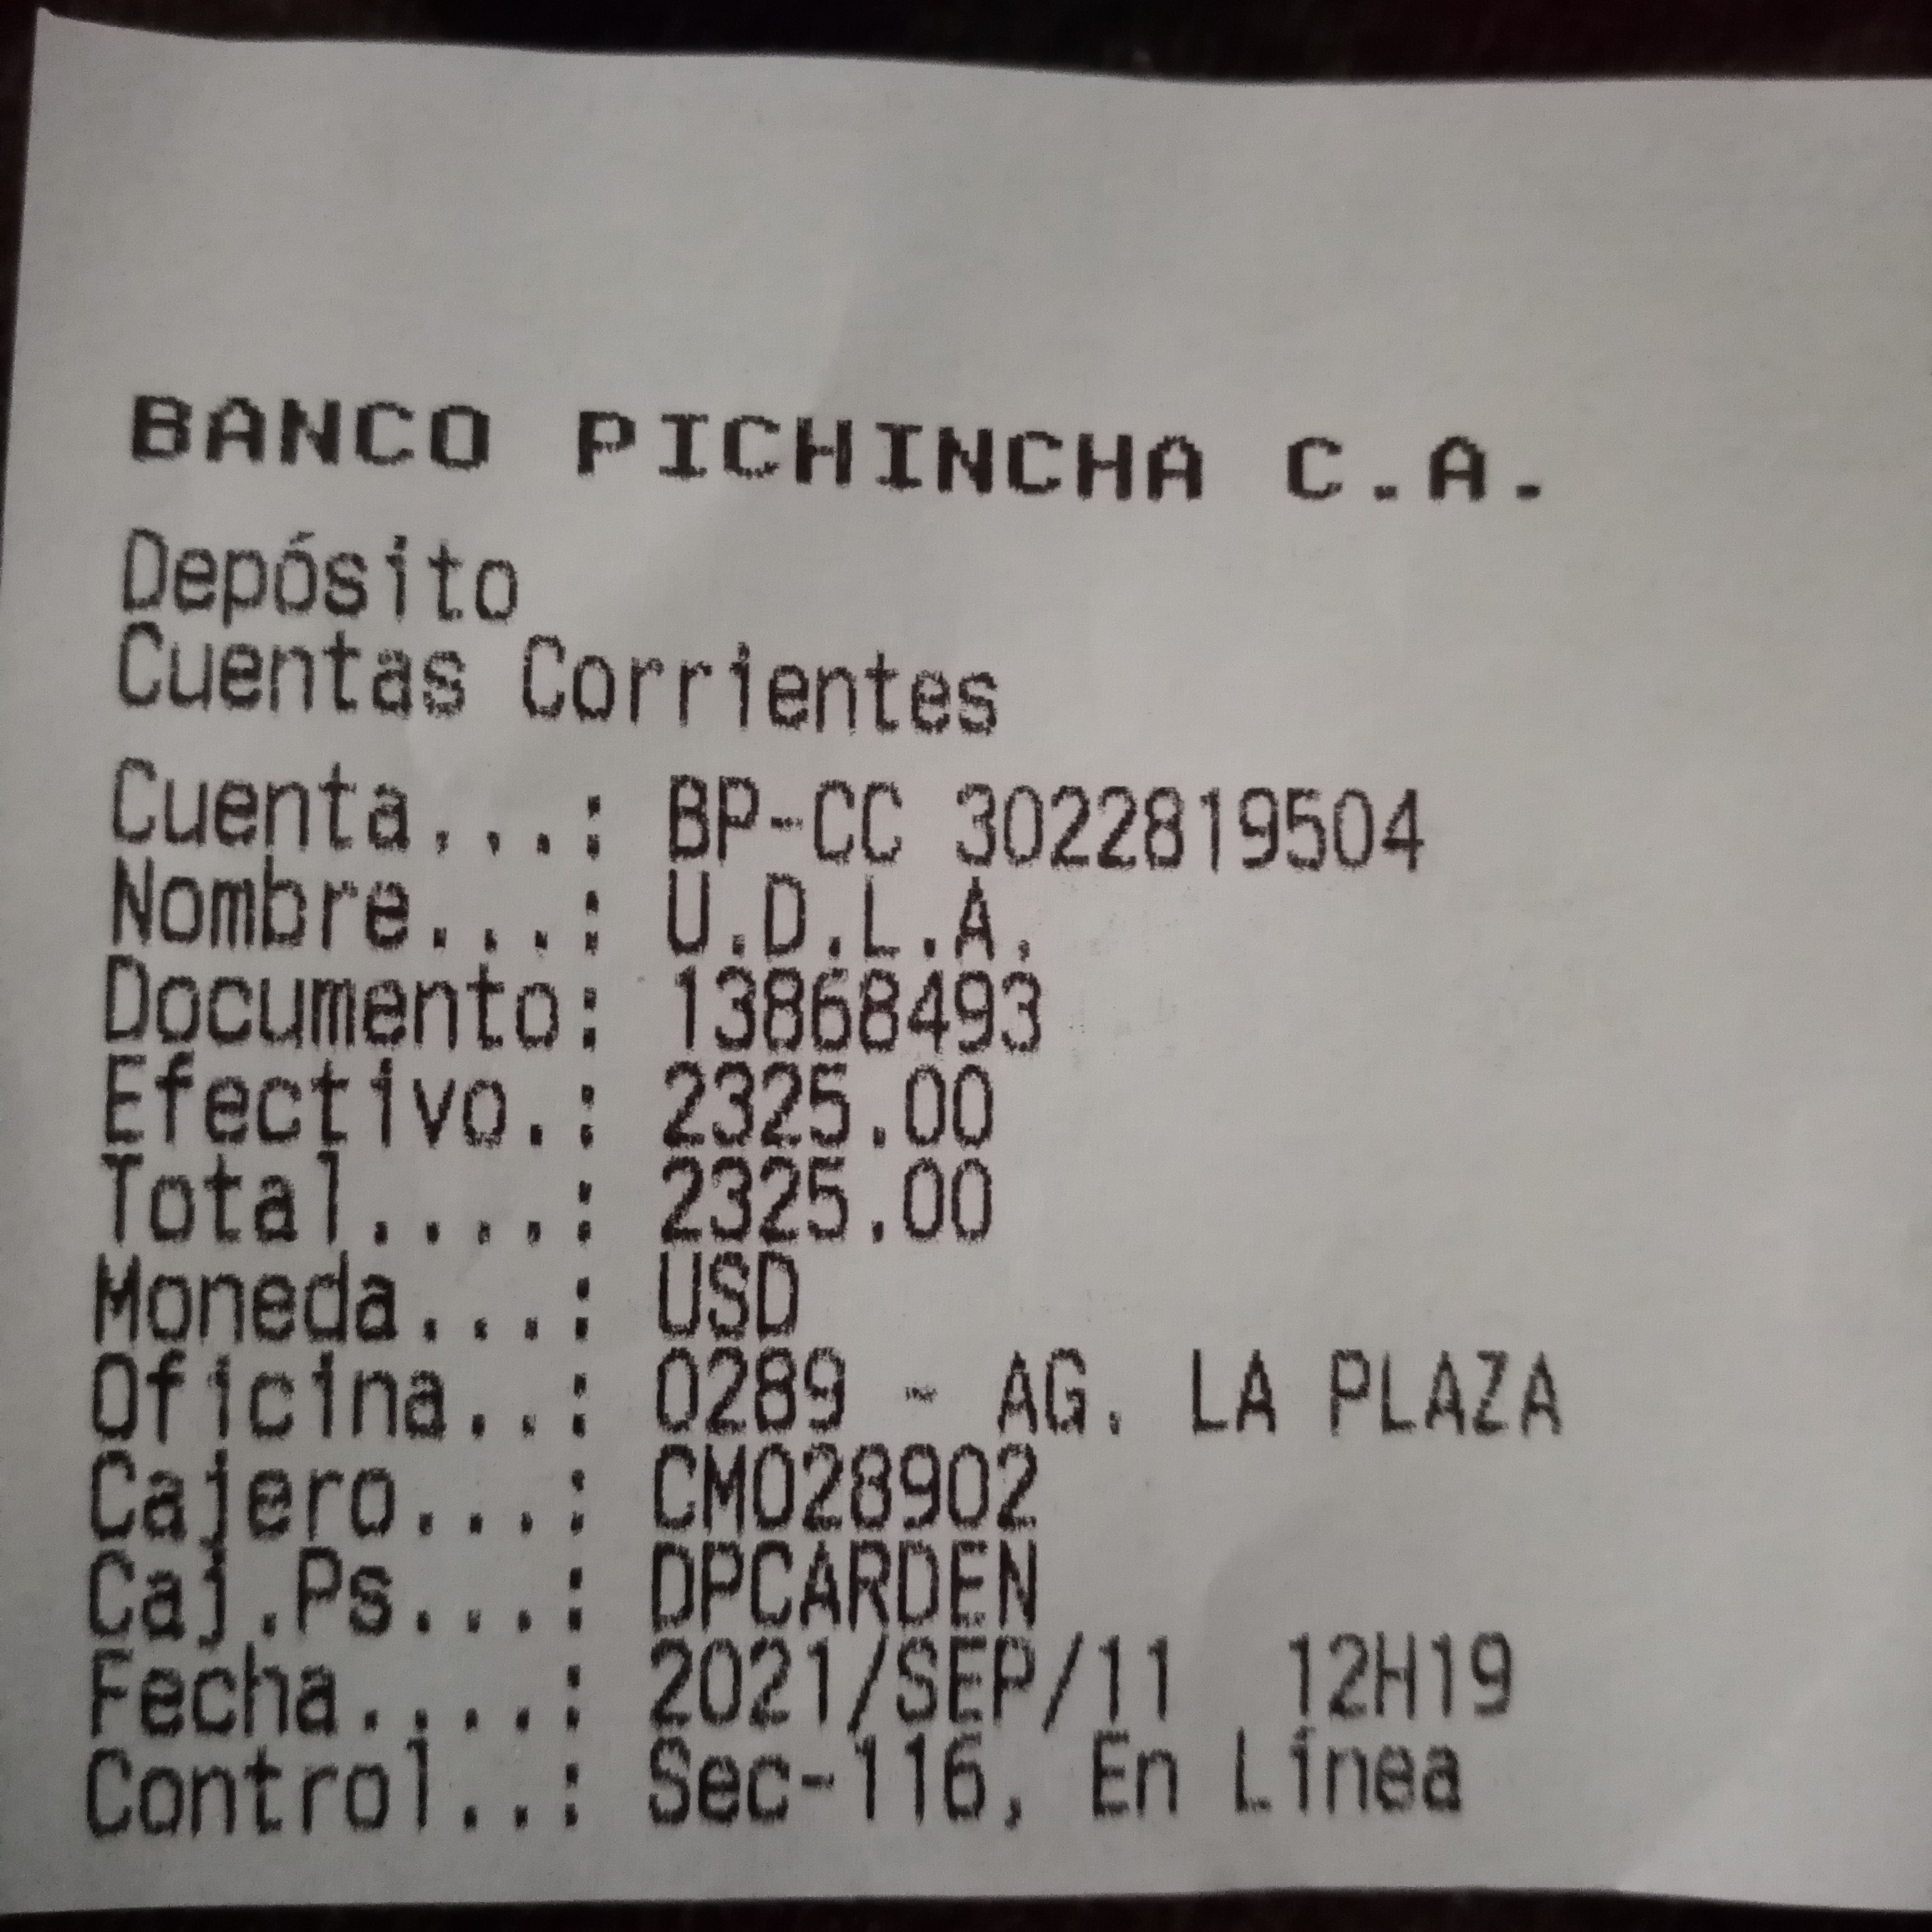 BANCO PICHINCHA C.A.
Depósito
Cuentas Corrientes
Cuenta...: BP-CC 3022819504
Nombre...: U.D.L.A.
Documento: 13868493
Efectivo.: 2325.00
Total....: 2325.00
Moneda...: USD
Oficina..: 0289 - AG. LA PLAZA
Cajero...: CM028902
Caj.Ps...: DPCARDEN
Fecha....: 2021/SEP/11  12H19
Control..: Sec-116, En Línea